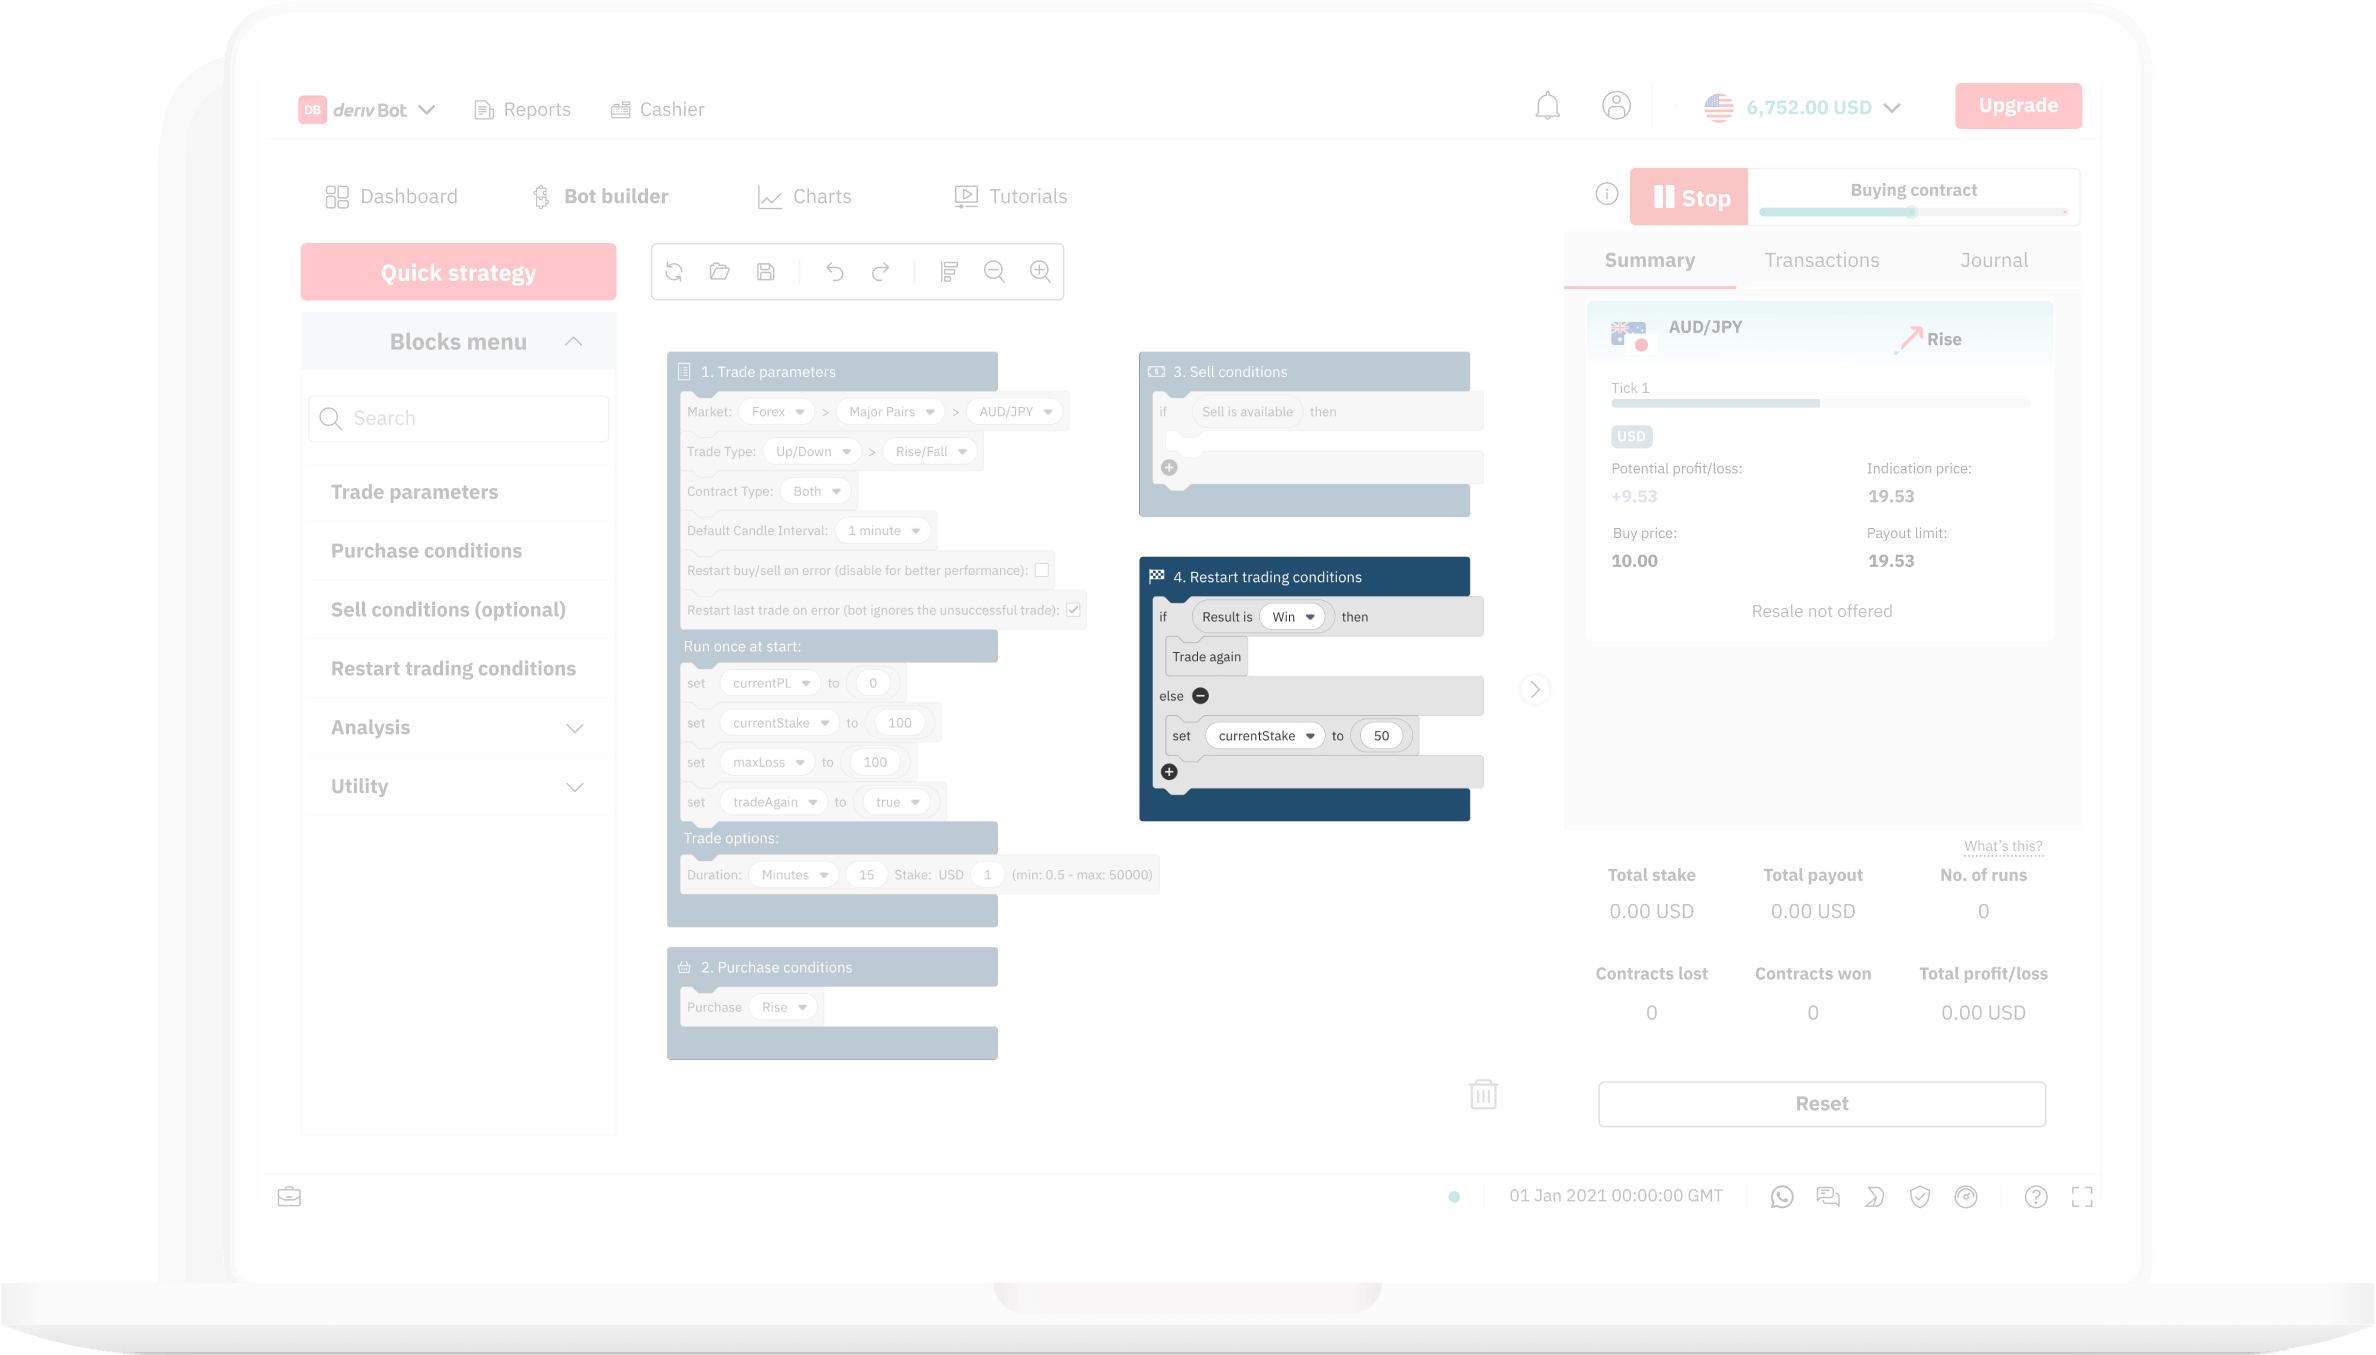 DB deriv Bot Reports Cashier 6,752.00 USD Upgrade
Dashboard Bot builder Charts Tutorials
Stop Buying contract
Quick strategy
Blocks menu
Search
Trade parameters
Purchase conditions
Sell conditions (optional)
Restart trading conditions
Analysis
Utility
1. Trade parameters
Market: Forex > Major Pairs > AUD/JPY
Trade Type: Up/Down > Rise/Fall
Contract Type: Both
Default Candle Interval: 1 minute
Restart buy/sell on error (disable for better performance):
Restart last trade on error (bot ignores the unsuccessful trade):
Run once at start:
set currentPL to 0
set currentStake to 100
set maxLoss to 100
set tradeAgain to true
Trade options:
Duration: Minutes 15 Stake: USD 1 (min: 0.5 - max: 50000)
2. Purchase conditions
Purchase Rise
3. Sell conditions
if Sell is available then
4. Restart trading conditions
if Result is Win then
Trade again
else
set currentStake to 50
Summary Transactions Journal
AUD/JPY Rise
Tick 1
USD
Potential profit/loss: Indication price:
+9.53 19.53
Buy price: Payout limit:
10.00 19.53
Resale not offered
What's this?
Total stake Total payout No. of runs
0.00 USD 0.00 USD 0
Contracts lost Contracts won Total profit/loss
0 0 0.00 USD
Reset
01 Jan 2021 00:00:00 GMT